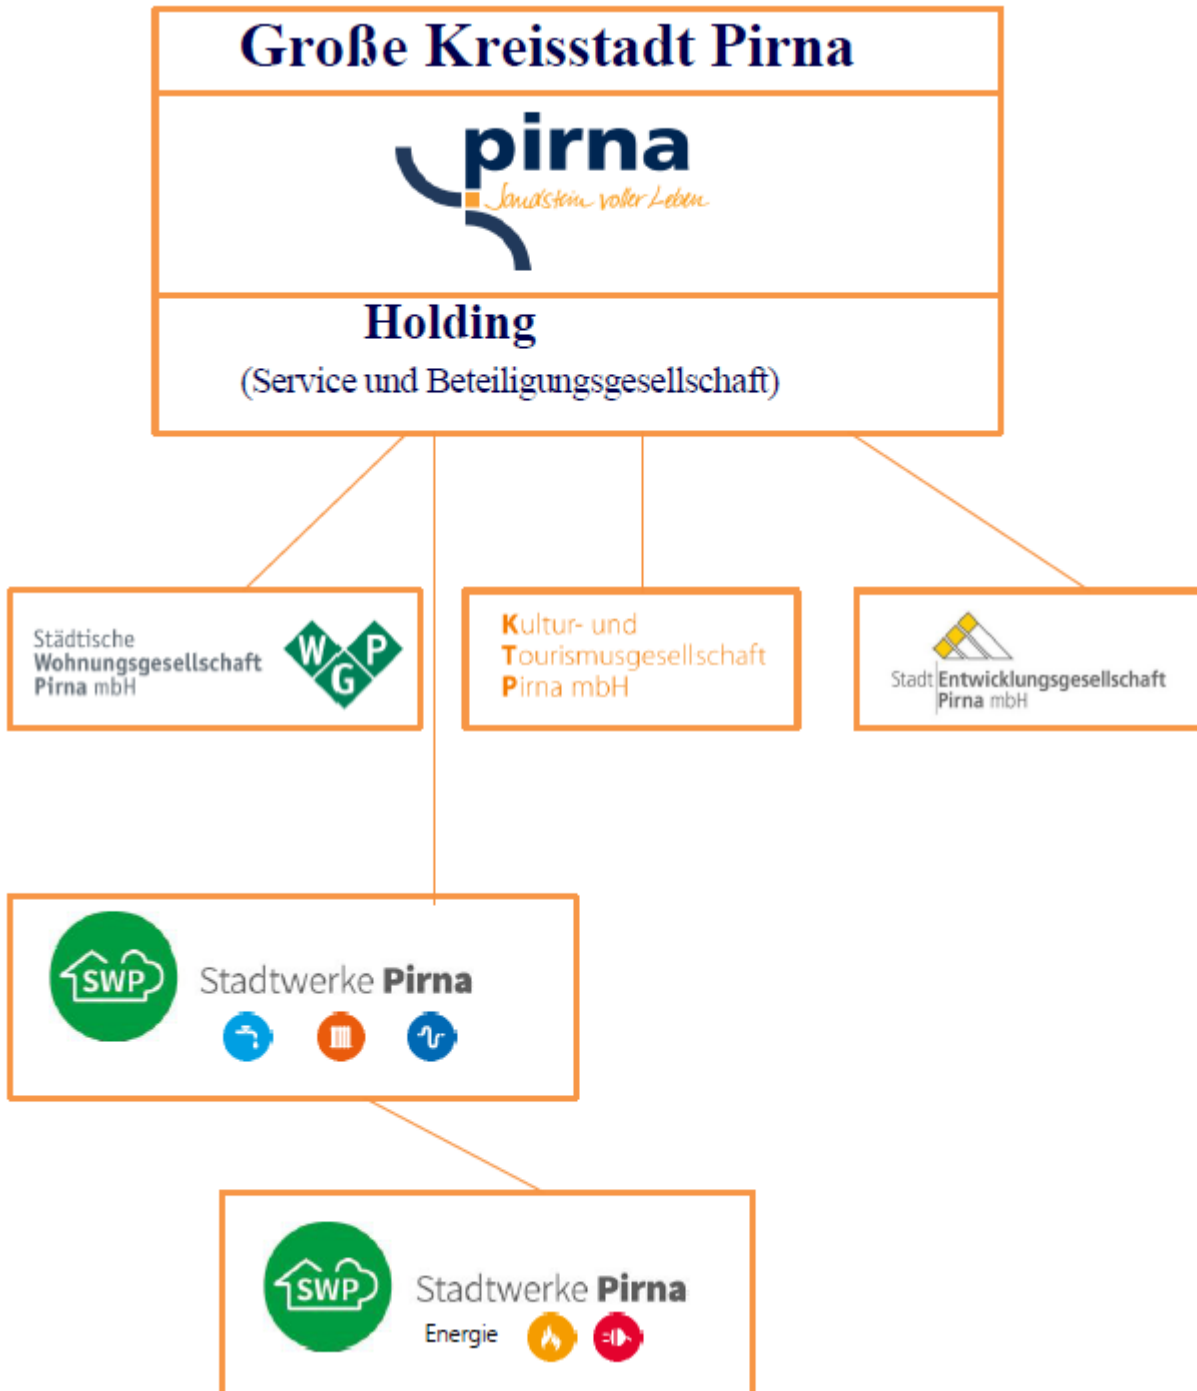 Große Kreisstadt Pirna
pirna
Sandstein voller Leben
Holding
(Service und Beteiligungsgesellschaft)
Städtische
Wohnungsgesellschaft
Pirna mbH
W G P
Kultur- und
Tourismusgesellschaft
Pirna mbH
Stadt Entwicklungsgesellschaft
Pirna mbH
SWP
Stadtwerke Pirna
SWP
Stadtwerke Pirna
Energie